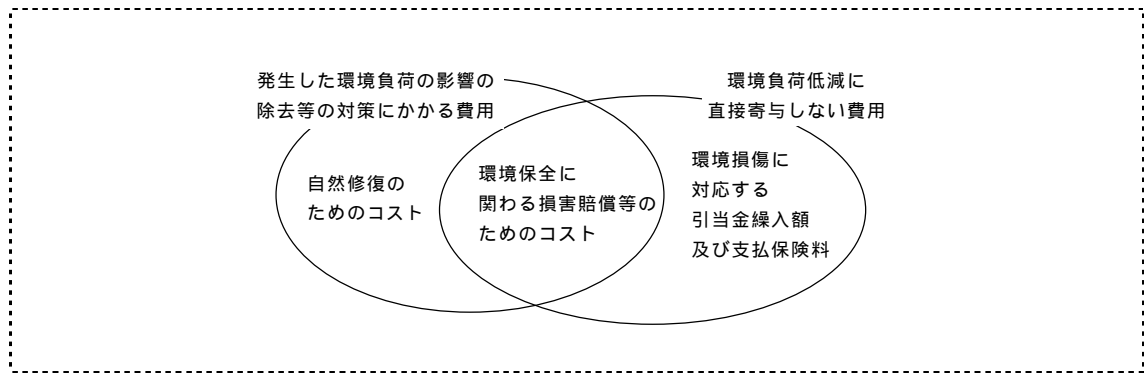 発生した環境負荷の影響の
除去等の対策にかかる費用
環境負荷低減に
直接寄与しない費用
自然修復の
ためのコスト
環境保全に
関わる損害賠償等の
ためのコスト
環境損傷に
対応する
引当金繰入額
及び支払保険料